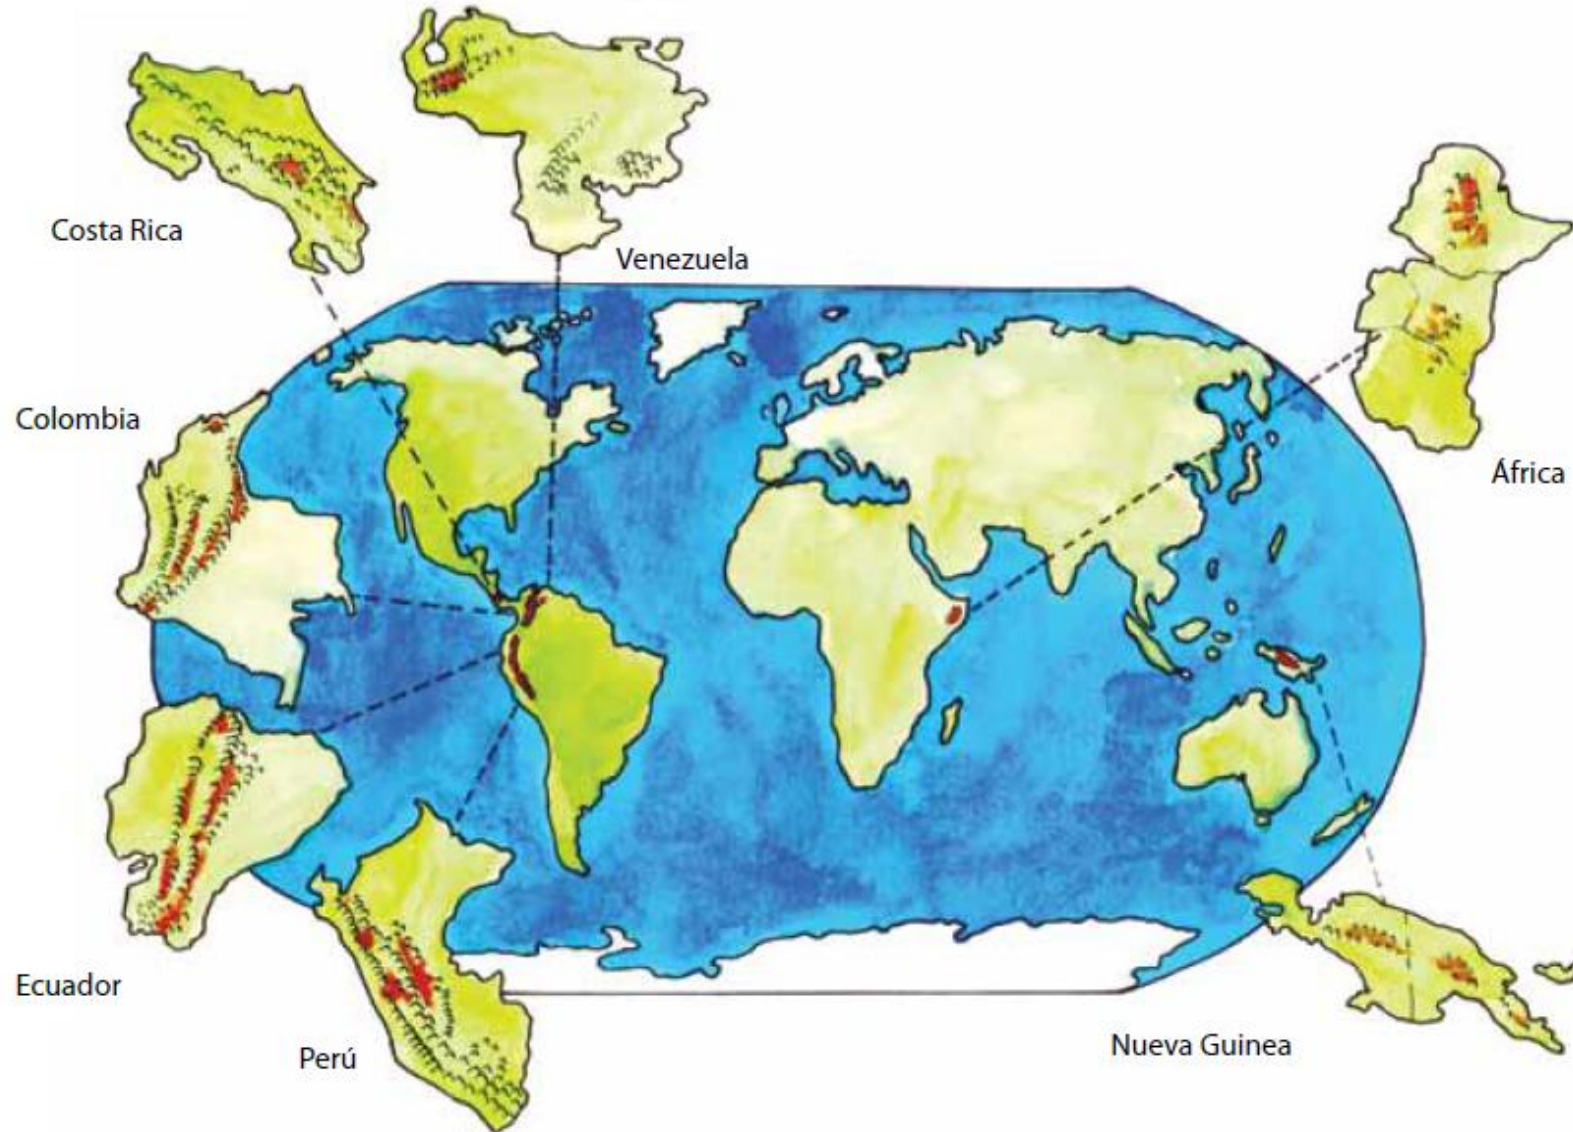 Costa Rica
Venezuela
Colombia
África
Ecuador
Perú
Nueva Guinea